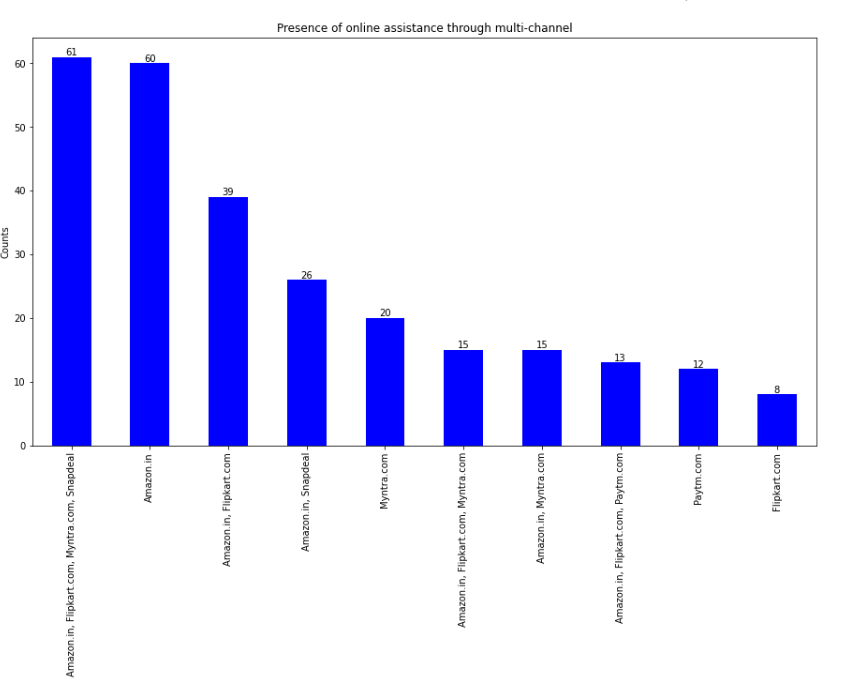 Presence of online assistance through multi-channel
61
60
39
26
20
15
15
13
12
8
60
50
40
30
20
10
0
Counts
Amazon.in, Flipkart.com, Myntra.com, Snapdeal
Amazon.in
Amazon.in, Flipkart.com
Amazon.in, Snapdeal
Myntra.com
Amazon.in, Flipkart.com, Myntra.com
Amazon.in, Myntra.com
Amazon.in, Flipkart.com, Paytm.com
Paytm.com
Flipkart.com